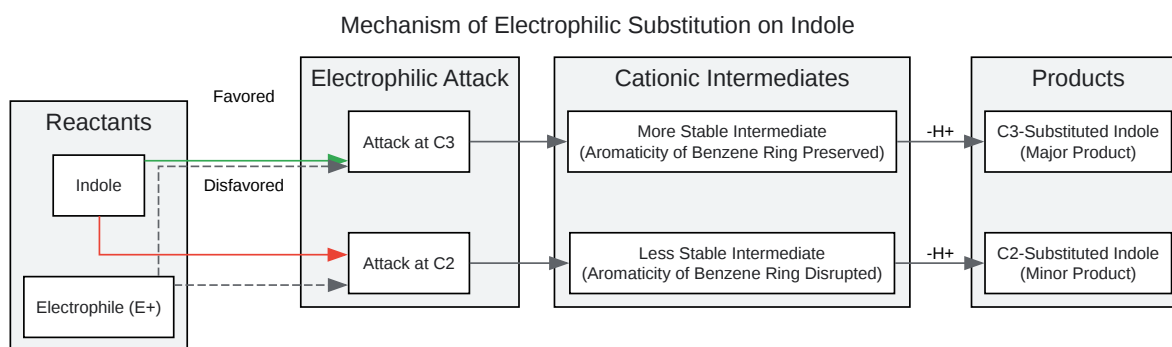 Mechanism of Electrophilic Substitution on Indole
Reactants
Indole
Electrophile (E+)
Favored
Disfavored
Electrophilic Attack
Attack at C3
Attack at C2
Cationic Intermediates
More Stable Intermediate
(Aromaticity of Benzene Ring Preserved)
Less Stable Intermediate
(Aromaticity of Benzene Ring Disrupted)
-H+
-H+
Products
C3-Substituted Indole
(Major Product)
C2-Substituted Indole
(Minor Product)